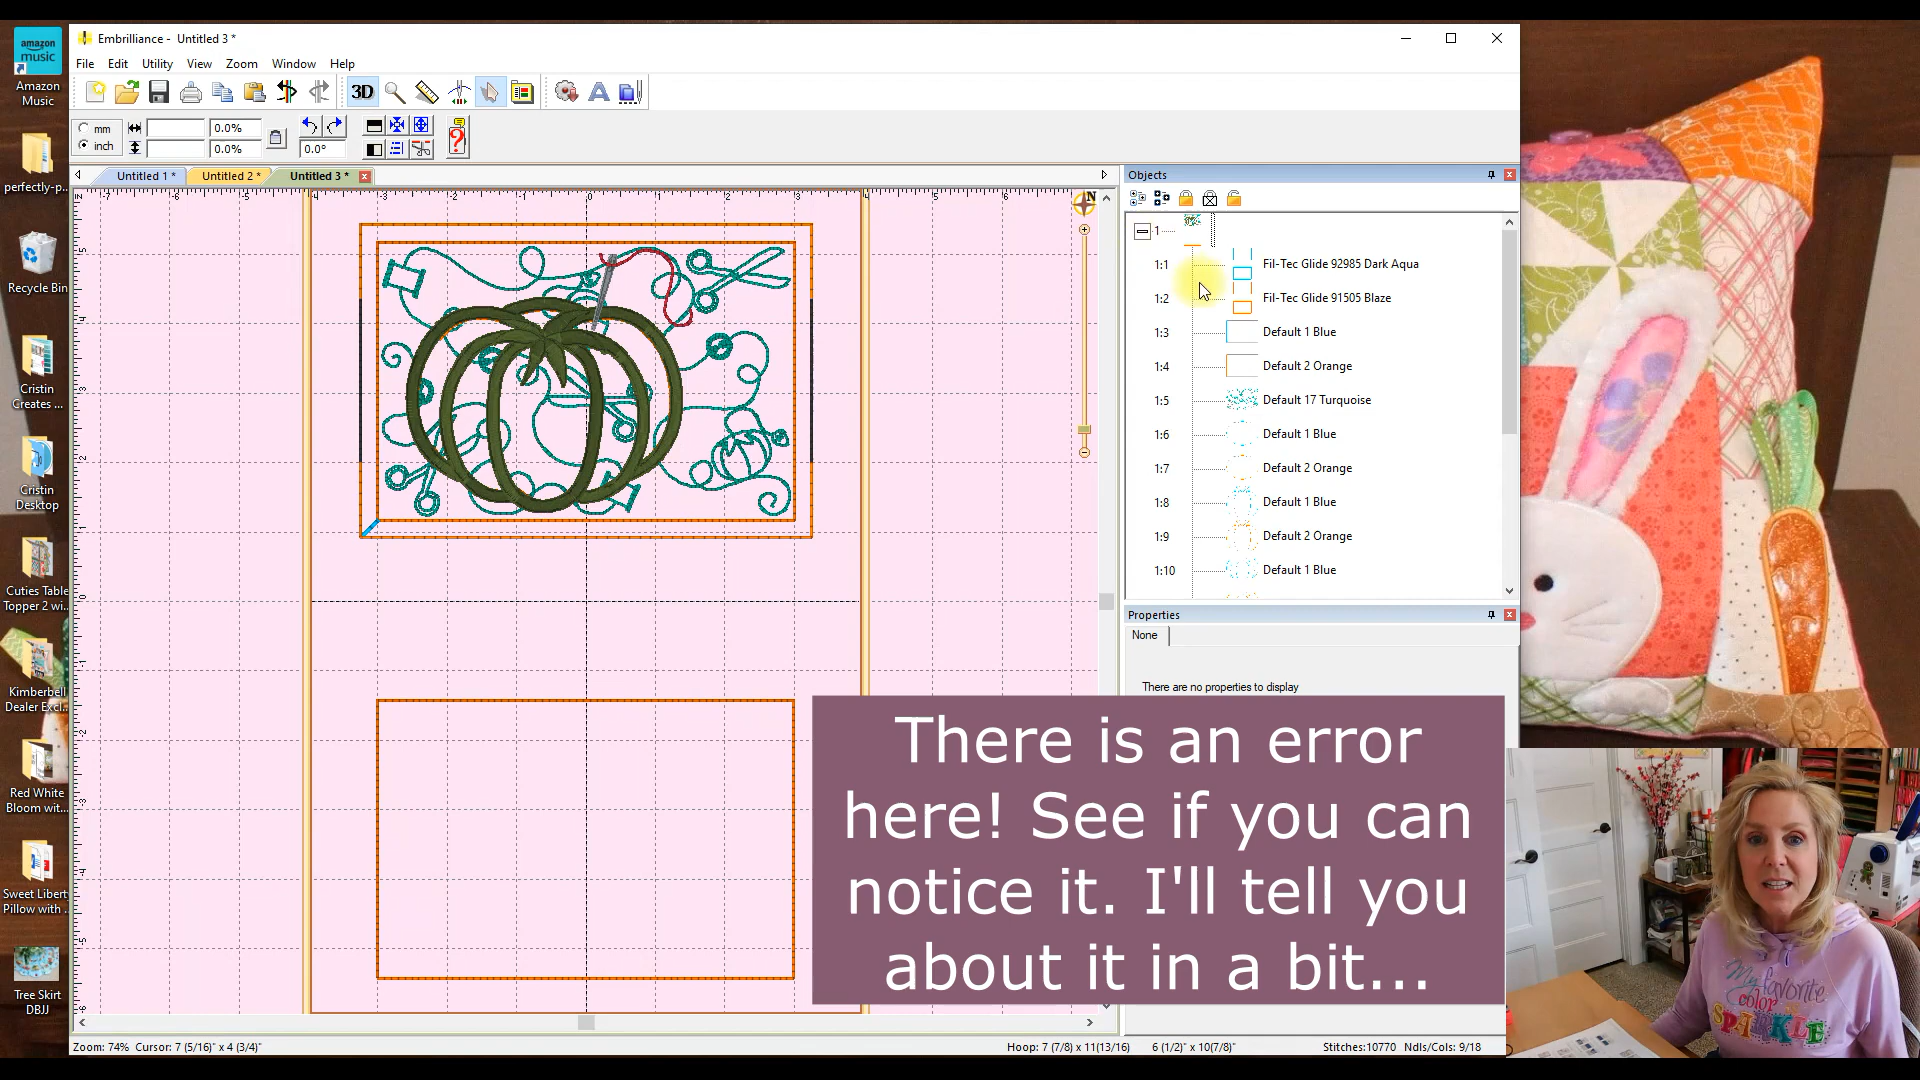 amazon
music
Amazon
Music
perfectly-p...
Recycle Bin
Cristin
Creates ...
Cristin
Desktop
Cuties Table
Topper 2 wi...
Kimberbell
Dealer Excl...
Red White
Bloom wit...
Sweet Liberty
Pillow with ...
Tree Skirt
DBJJ
Embrilliance - Untitled 3 *
File Edit Utility View Zoom Window Help
3D
mm
inch
0.0%
0.0%
0.0°
Untitled 1 *
Untitled 2 *
Untitled 3 *
N
Objects
1
1:1 Fil-Tec Glide 92985 Dark Aqua
1:2 Fil-Tec Glide 91505 Blaze
1:3 Default 1 Blue
1:4 Default 2 Orange
1:5 Default 17 Turquoise
1:6 Default 1 Blue
1:7 Default 2 Orange
1:8 Default 1 Blue
1:9 Default 2 Orange
1:10 Default 1 Blue
Properties
None
There are no properties to display
There is an error
here! See if you can
notice it. I'll tell you
about it in a bit...
My favorite
color
SPARKLE
Zoom: 74% Cursor: 7 (5/16)" x 4 (3/4)"
Hoop: 7 (7/8) x 11(13/16) 6 (1/2)" x 10(7/8)" Stitches:10770 Ndls/Cols: 9/18